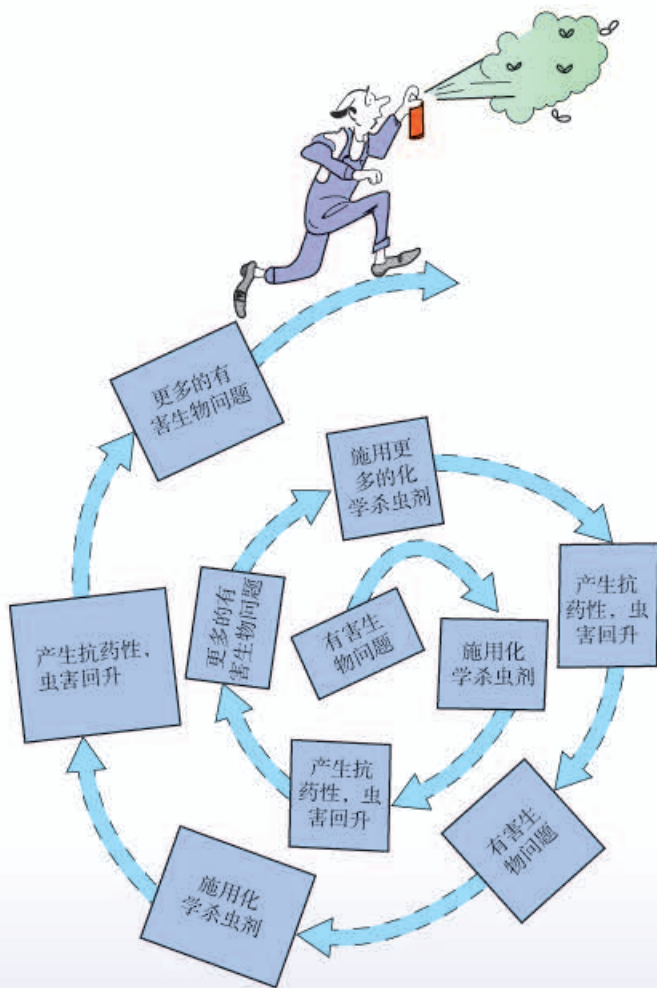 有害生
物问题
施用化
学杀虫剂
产生抗
药性，虫
害回升
更多的有
害生物问题
施用更
多的化
学杀虫剂
产生抗
药性，虫
害回升
有害生
物问题
施用化
学杀虫剂
产生抗药性，
虫害回升
更多的有
害生物问题